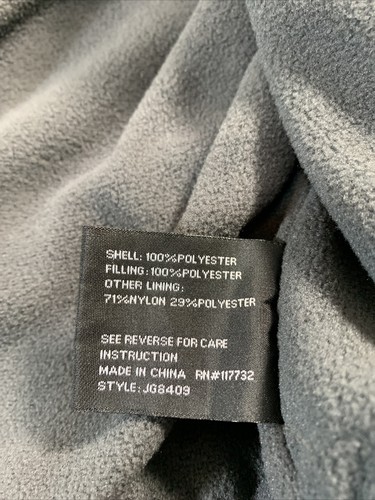 SHELL: 100%POLYESTER
FILLING: 100%POLYESTER
OTHER LINING:
71%NYLON 29%POLYESTER
SEE REVERSE FOR CARE
INSTRUCTION
MADE IN CHINA RN#117732
STYLE: JG8409